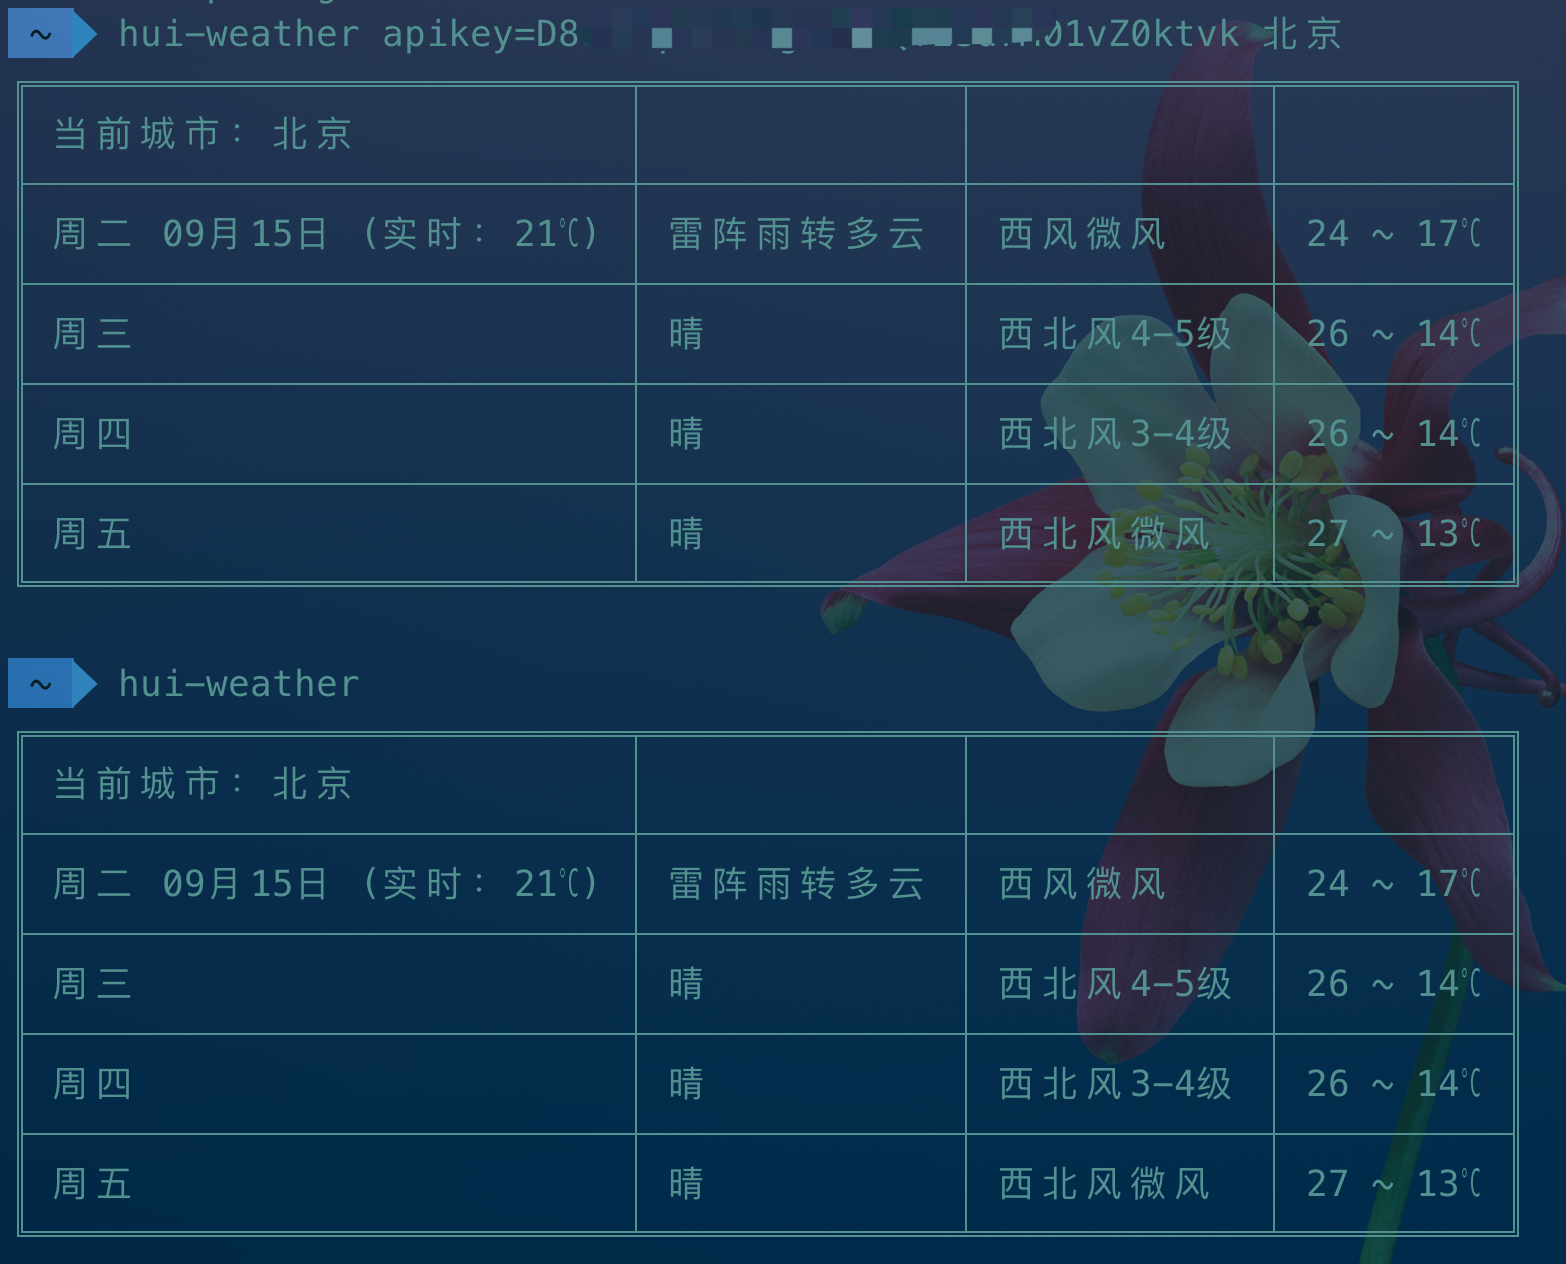 ~ hui-weather apikey=D8 01vZ0ktvk 北京
当前城市: 北京
周二 09月15日 (实时: 21℃) 雷阵雨转多云 西风微风 24 ~ 17℃
周三 晴 西北风4-5级 26 ~ 14℃
周四 晴 西北风3-4级 26 ~ 14℃
周五 晴 西北风微风 27 ~ 13℃
~ hui-weather
当前城市: 北京
周二 09月15日 (实时: 21℃) 雷阵雨转多云 西风微风 24 ~ 17℃
周三 晴 西北风4-5级 26 ~ 14℃
周四 晴 西北风3-4级 26 ~ 14℃
周五 晴 西北风微风 27 ~ 13℃